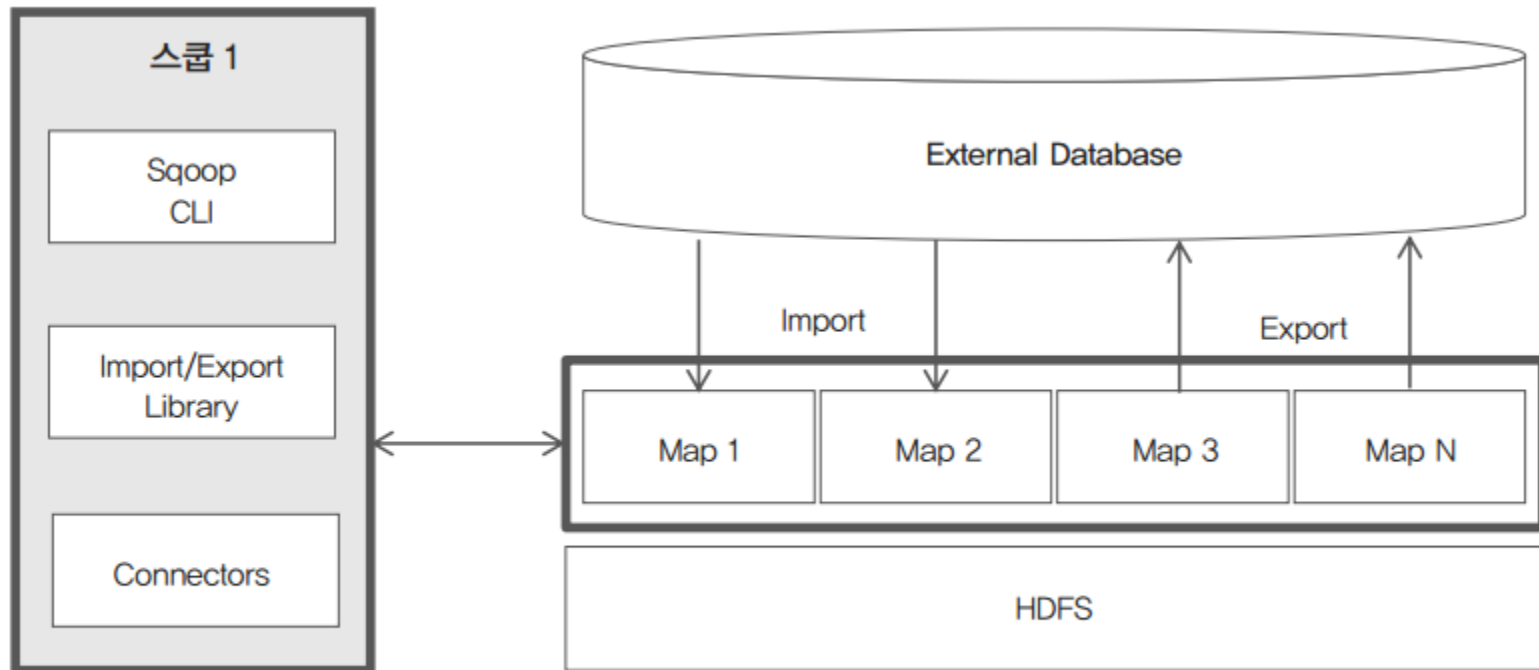 스쿱 1
Sqoop
CLI
Import/Export
Library
Connectors
External Database
Import
Export
Map 1
Map 2
Map 3
Map N
HDFS